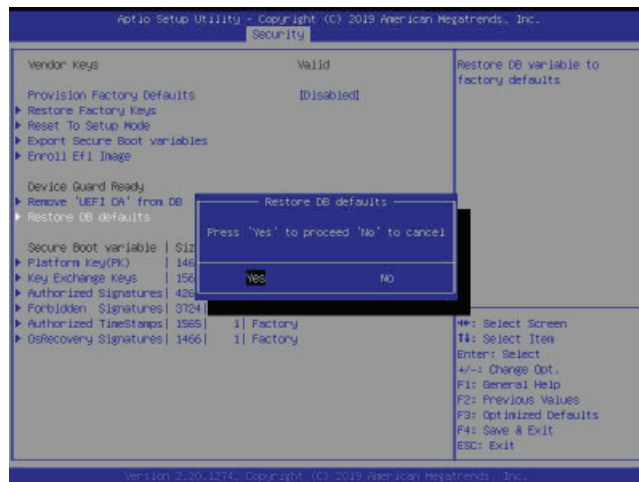 Aptio Setup Utility - Copyright (C) 2019 American Megatrends, Inc.
Security
Vendor Keys Valid
Provision Factory Defaults [Disabled]
Restore Factory Keys
Reset To Setup Mode
Export Secure Boot variables
Enroll Efi Image
Device Guard Ready
Remove 'UEFI CA' from DB
Restore DB defaults
Secure Boot variable | Siz
Platform Key(PK) | 146
Key Exchange Keys | 156
Authorized Signatures| 426
Forbidden Signatures| 3724|
Authorized TimeStamps| 1565| 1| Factory
OsRecovery Signatures| 1466| 1| Factory
Restore DB defaults
Press 'Yes' to proceed 'No' to cancel
Yes No
Restore DB variable to
factory defaults
: Select Screen
: Select Item
Enter: Select
+/-: Change Opt.
F1: General Help
F2: Previous Values
F3: Optimized Defaults
F4: Save & Exit
ESC: Exit
Version 2.20.1274. Copyright (C) 2019 American Megatrends, Inc.